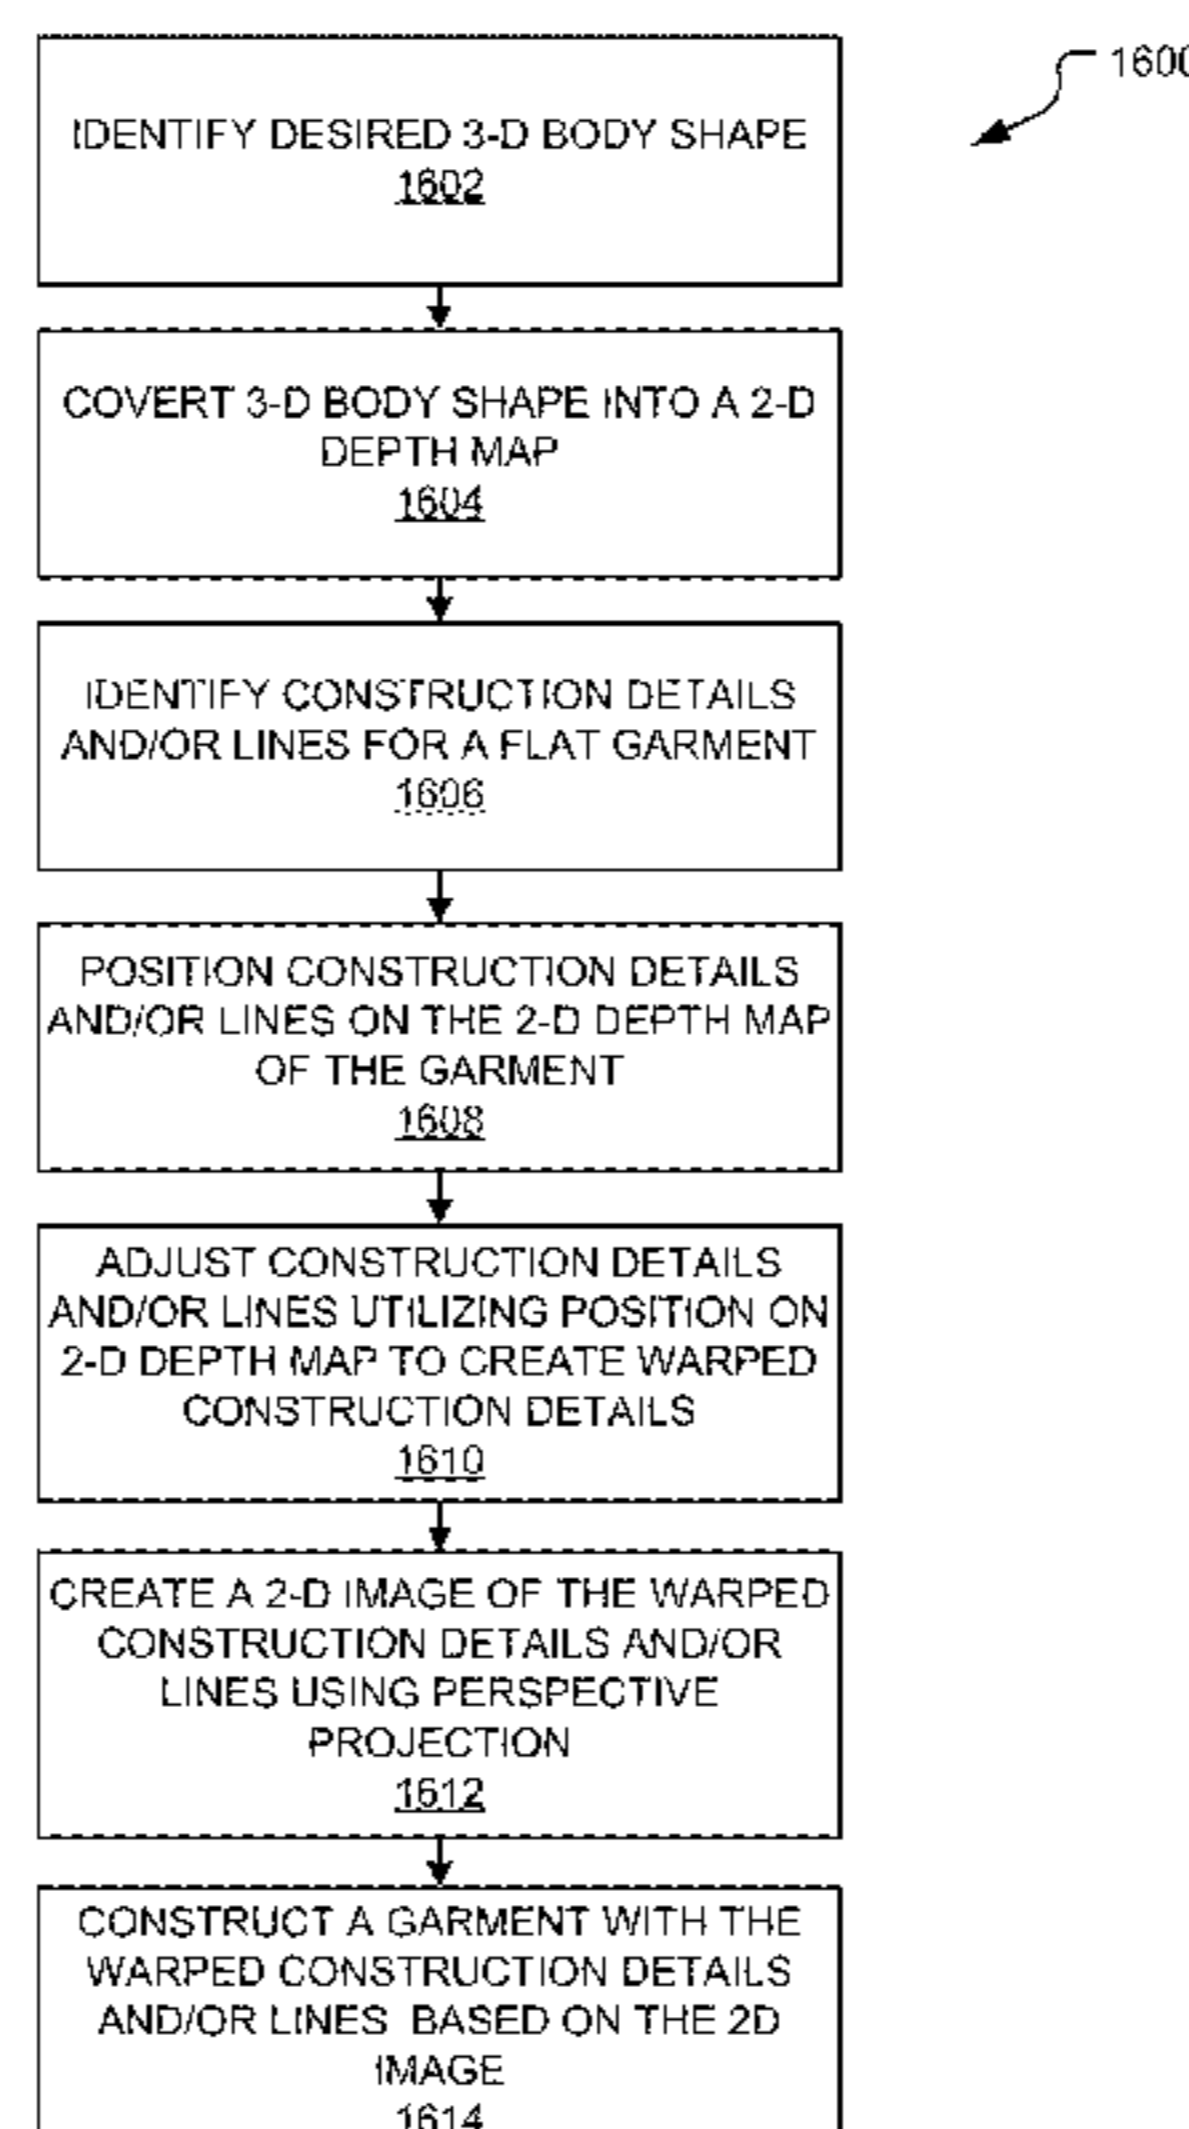 1600
IDENTIFY DESIRED 3-D BODY SHAPE
1602
COVERT 3-D BODY SHAPE INTO A 2-D
DEPTH MAP
1604
IDENTIFY CONSTRUCTION DETAILS
AND/OR LINES FOR A FLAT GARMENT
1606
POSITION CONSTRUCTION DETAILS
AND/OR LINES ON THE 2-D DEPTH MAP
OF THE GARMENT
1608
ADJUST CONSTRUCTION DETAILS
AND/OR LINES UTILIZING POSITION ON
2-D DEPTH MAP TO CREATE WARPED
CONSTRUCTION DETAILS
1610
CREATE A 2-D IMAGE OF THE WARPED
CONSTRUCTION DETAILS AND/OR
LINES USING PERSPECTIVE
PROJECTION
1612
CONSTRUCT A GARMENT WITH THE
WARPED CONSTRUCTION DETAILS
AND/OR LINES BASED ON THE 2D
IMAGE
1614